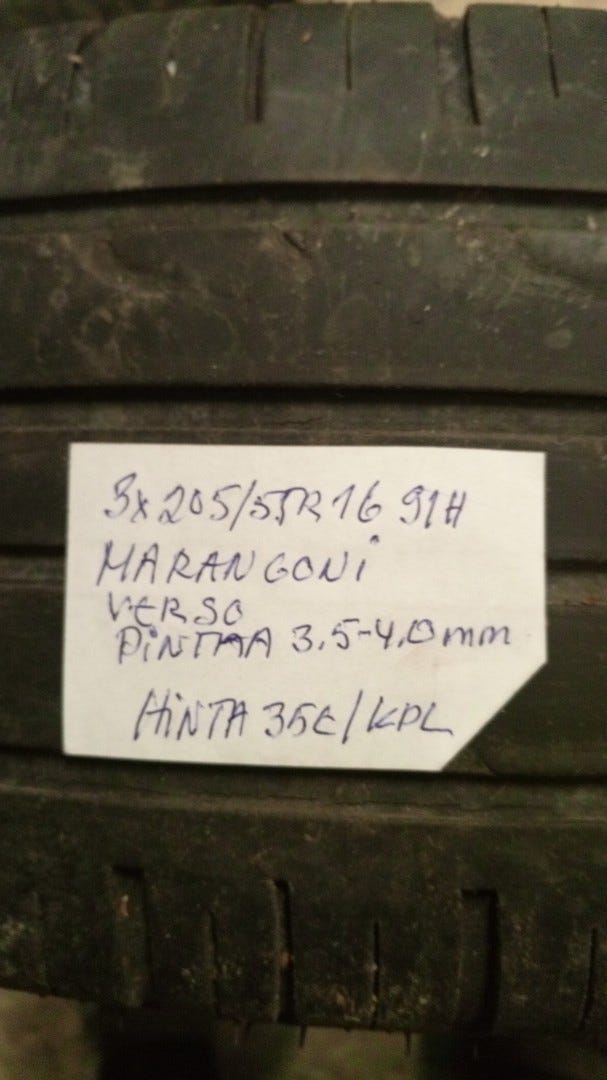 3x 205/55R16 91H
MARANGONi
VERSO
PiNTAA 3.5-4.0mm
HiNTA 35€/KPL